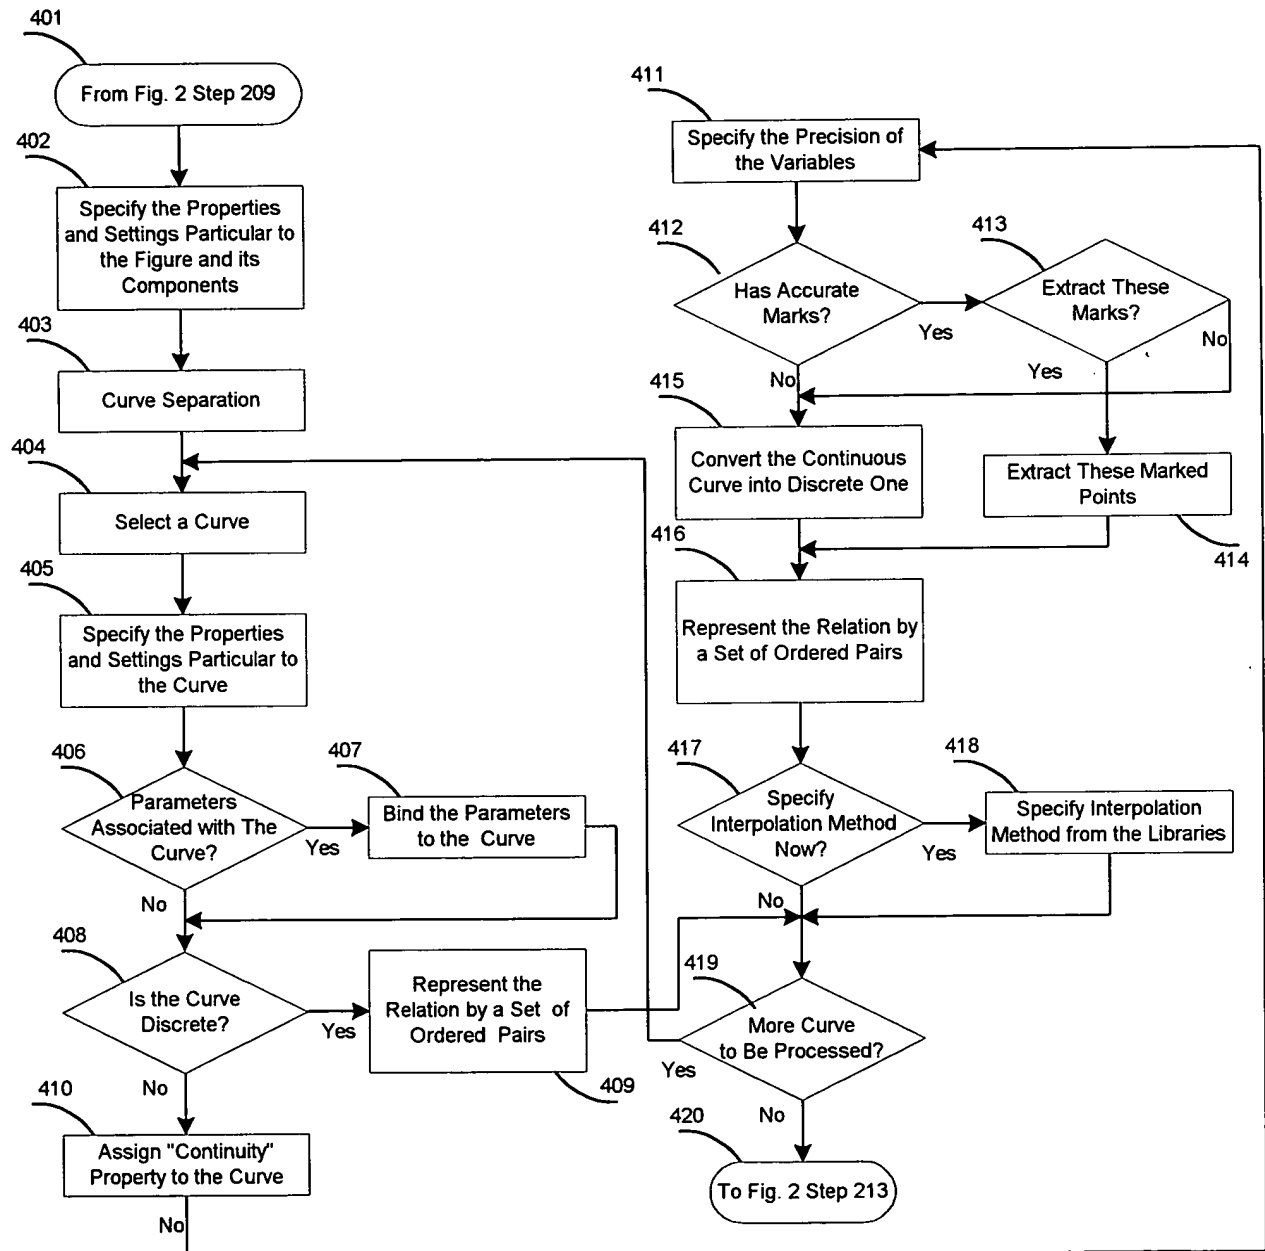 401
From Fig. 2 Step 209
402
Specify the Properties
and Settings Particular to
the Figure and its
Components
403
Curve Separation
404
Select a Curve
405
Specify the Properties
and Settings Particular to
the Curve
406
Parameters
Associated with The
Curve?
Yes
No
407
Bind the Parameters
to the Curve
408
Is the Curve
Discrete?
Yes
No
Represent the
Relation by a Set of
Ordered Pairs
409
410
Assign "Continuity"
Property to the Curve
No
411
Specify the Precision of
the Variables
412
Has Accurate
Marks?
Yes
No
413
Extract These
Marks?
No
Yes
415
Convert the Continuous
Curve into Discrete One
Extract These Marked
Points
414
416
Represent the Relation by
a Set of Ordered Pairs
417
Specify
Interpolation Method
Now?
Yes
No
418
Specify Interpolation
Method from the Libraries
419
More Curve
to Be Processed?
Yes
No
420
To Fig. 2 Step 213